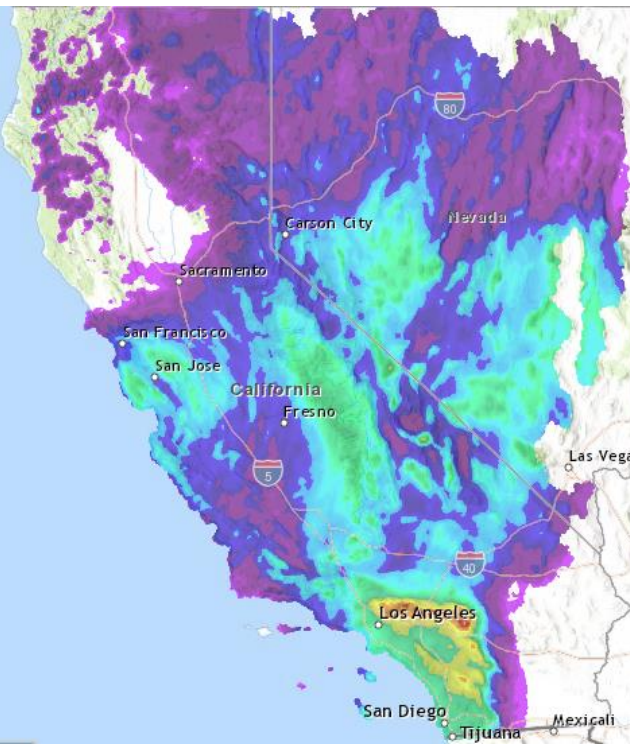 80
Carson City
Nevada
Sacramento
San Francisco
San Jose
California
Fresno
5
Las Vega
40
Los Angeles
San Diego
Tijuana
Mexicali